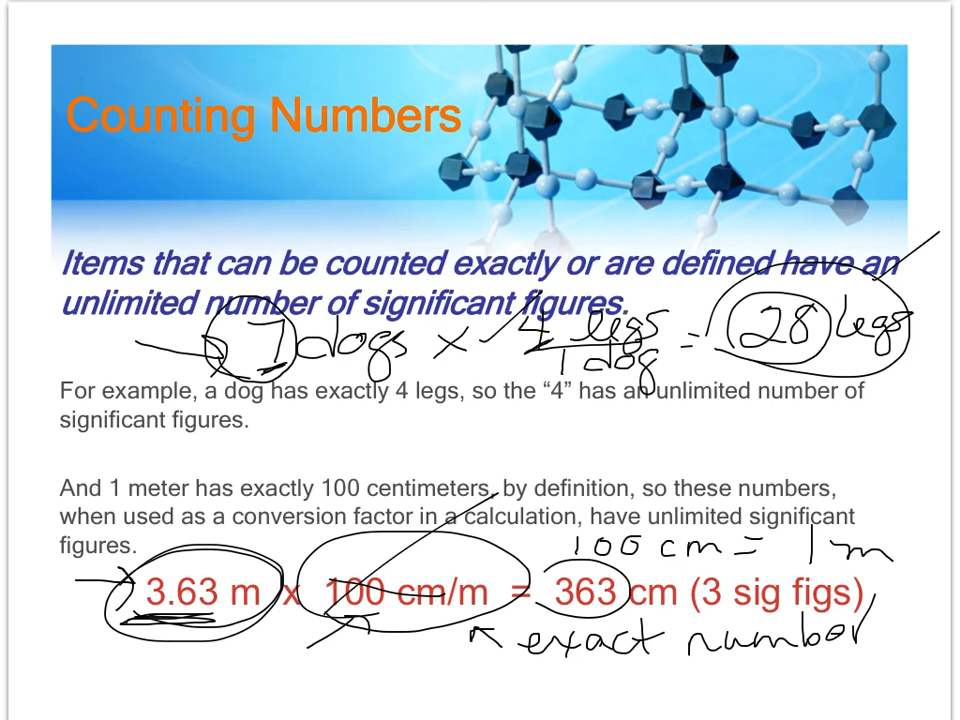 Counting Numbers
Items that can be counted exactly or are defined have an
unlimited number of significant figures.
7 dogs x 4 legs / 1 dog = 28 legs
For example, a dog has exactly 4 legs, so the “4” has an unlimited number of
significant figures.
And 1 meter has exactly 100 centimeters, by definition, so these numbers,
when used as a conversion factor in a calculation, have unlimited significant
figures.
100 cm = 1 m
3.63 m x 100 cm/m = 363 cm (3 sig figs)
exact number